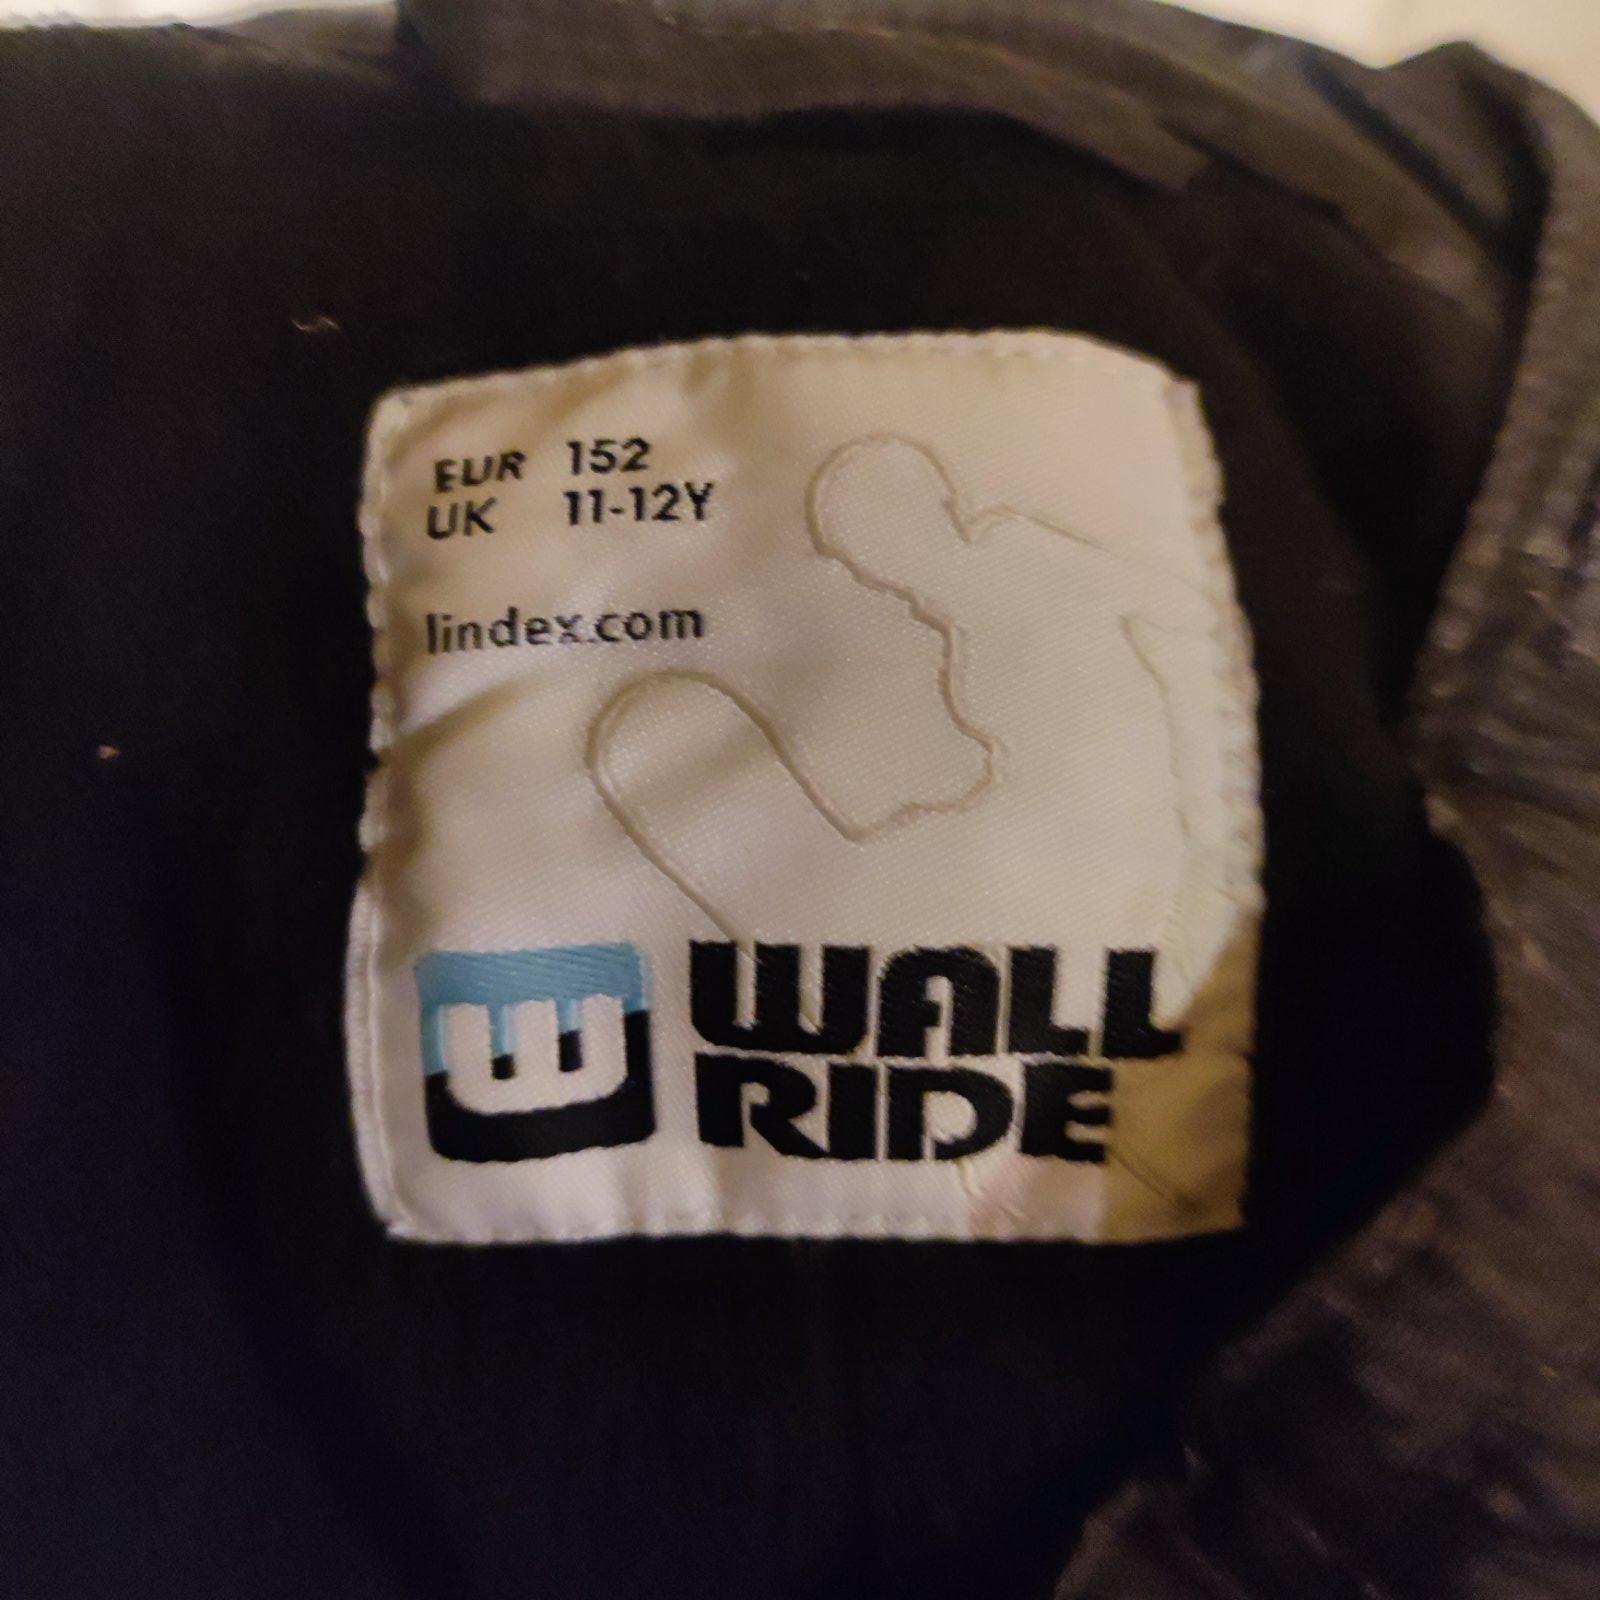 EUR 152
UK 11-12Y
lindex.com
W WALL
RIDE